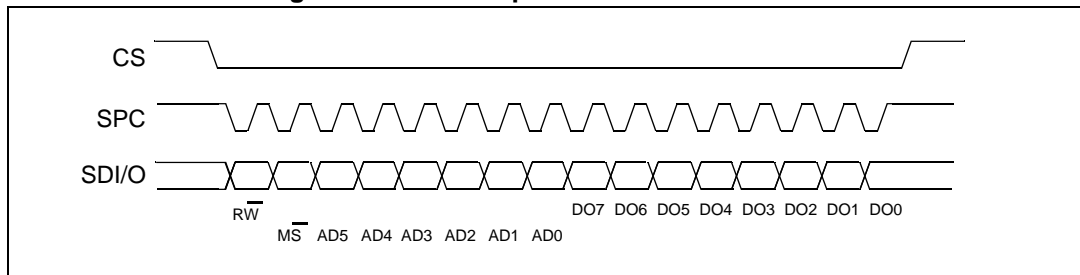 CS
SPC
SDI/O
RW
DO7 DO6 DO5 DO4 DO3 DO2 DO1 DO0
MS AD5 AD4 AD3 AD2 AD1 AD0